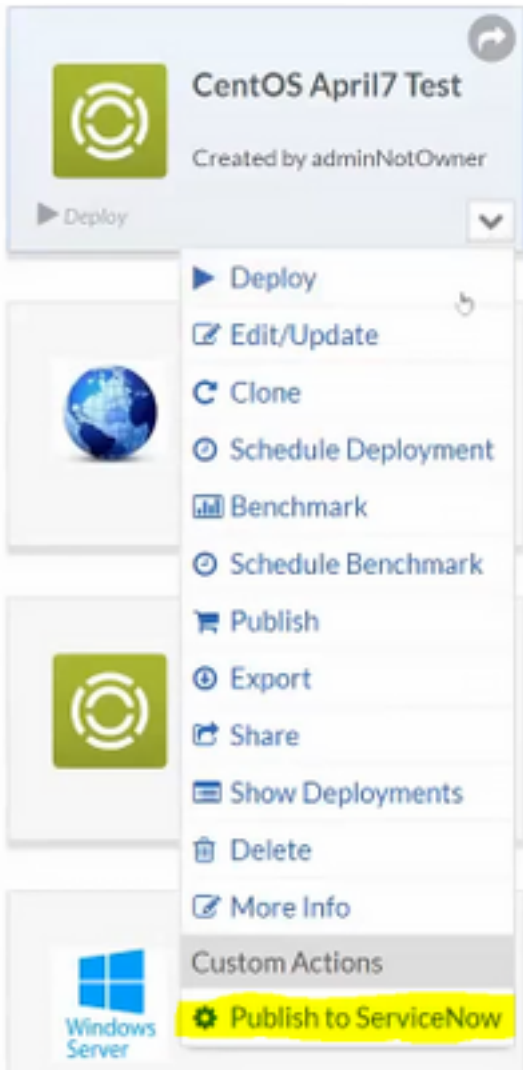 CentOS April7 Test
Created by adminNotOwner
Deploy
Deploy
Edit/Update
Clone
Schedule Deployment
Benchmark
Schedule Benchmark
Publish
Export
Share
Show Deployments
Delete
More Info
Custom Actions
Publish to ServiceNow
Windows
Server